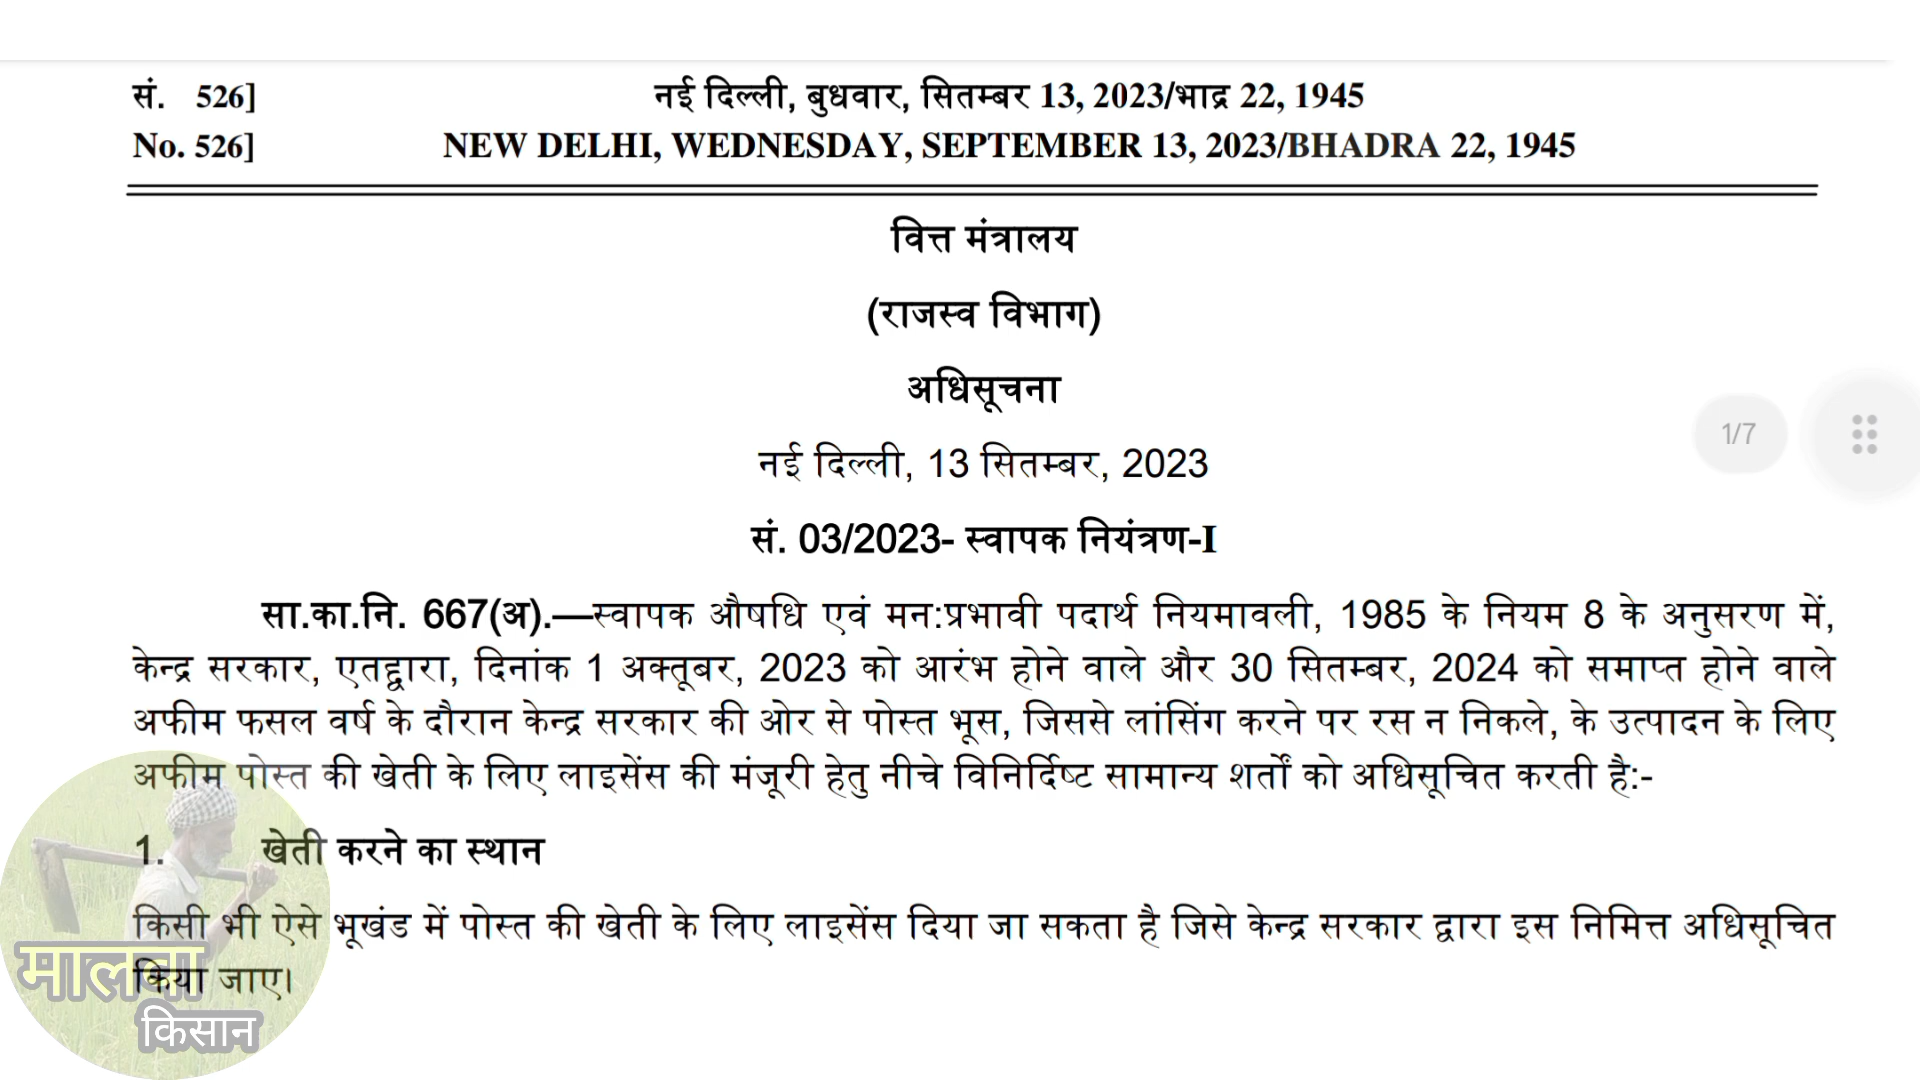 सं. 526] नई दिल्ली, बुधवार, सितम्बर 13, 2023/भाद्र 22, 1945
No. 526] NEW DELHI, WEDNESDAY, SEPTEMBER 13, 2023/BHADRA 22, 1945
वित्त मंत्रालय
(राजस्व विभाग)
अधिसूचना
1/7
नई दिल्ली, 13 सितम्बर, 2023
सं. 03/2023- स्वापक नियंत्रण-I
सा.का.नि. 667(अ).—स्वापक औषधि एवं मन:प्रभावी पदार्थ नियमावली, 1985 के नियम 8 के अनुसरण में,
केन्द्र सरकार, एतद्वारा, दिनांक 1 अक्तूबर, 2023 को आरंभ होने वाले और 30 सितम्बर, 2024 को समाप्त होने वाले
अफीम फसल वर्ष के दौरान केन्द्र सरकार की ओर से पोस्त भूस, जिससे लांसिंग करने पर रस न निकले, के उत्पादन के लिए
अफीम पोस्त की खेती के लिए लाइसेंस की मंजूरी हेतु नीचे विनिर्दिष्ट सामान्य शर्तों को अधिसूचित करती है:-
1. खेती करने का स्थान
किसी भी ऐसे भूखंड में पोस्त की खेती के लिए लाइसेंस दिया जा सकता है जिसे केन्द्र सरकार द्वारा इस निमित्त अधिसूचित
किया जाए।
मालवा
किसान